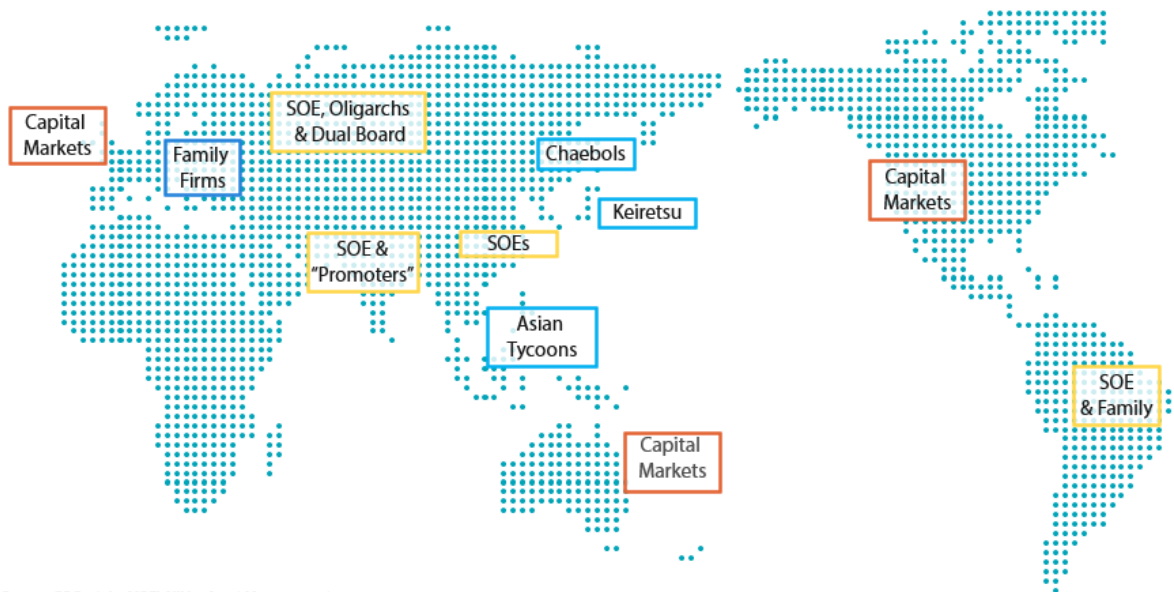 SOE, Oligarchs
& Dual Board
Capital
Markets
Family
Firms
Chaebols
Capital
Markets
Keiretsu
SOE &
“Promoters”
SOEs
Asian
Tycoons
SOE
& Family
Capital
Markets